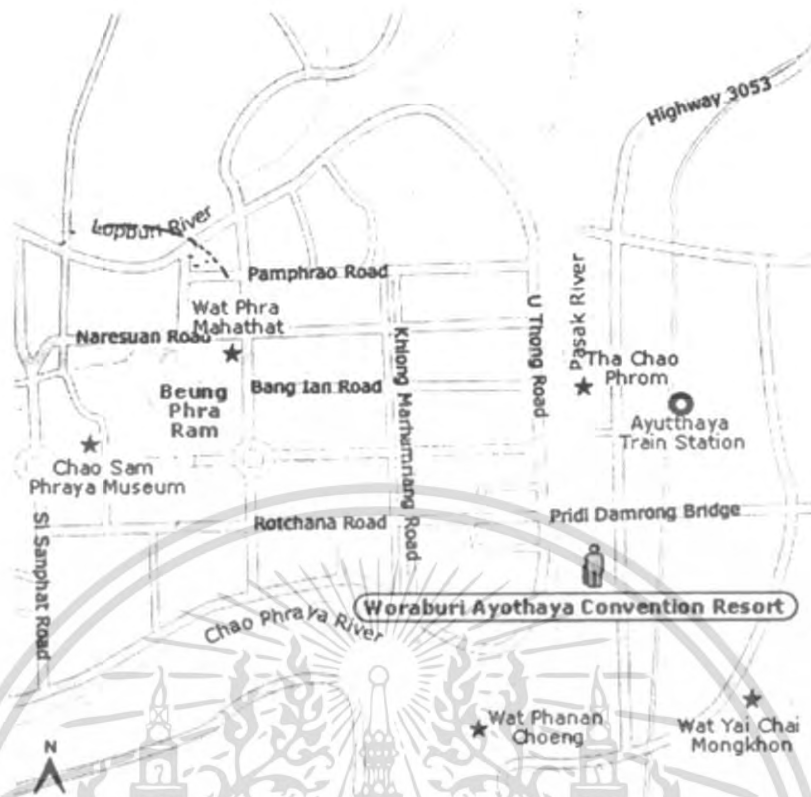 Highway 3053
Lopburi River
Pamphrao Road
Wat Phra
Mahathat
Naresuan Road
Khlong Marhumriang Road
U Thong Road
Pasak River
Tha Chao
Phrom
Beung
Phra
Ram
Bang Ian Road
Ayutthaya
Train Station
Chao Sam
Phraya Museum
Si Sanphat Road
Rotchana Road
Pridi Damrong Bridge
Woraburi Ayothaya Convention Resort
Chao Phraya River
Wat Phanan
Choeng
Wat Yai Chai
Mongkhon
N